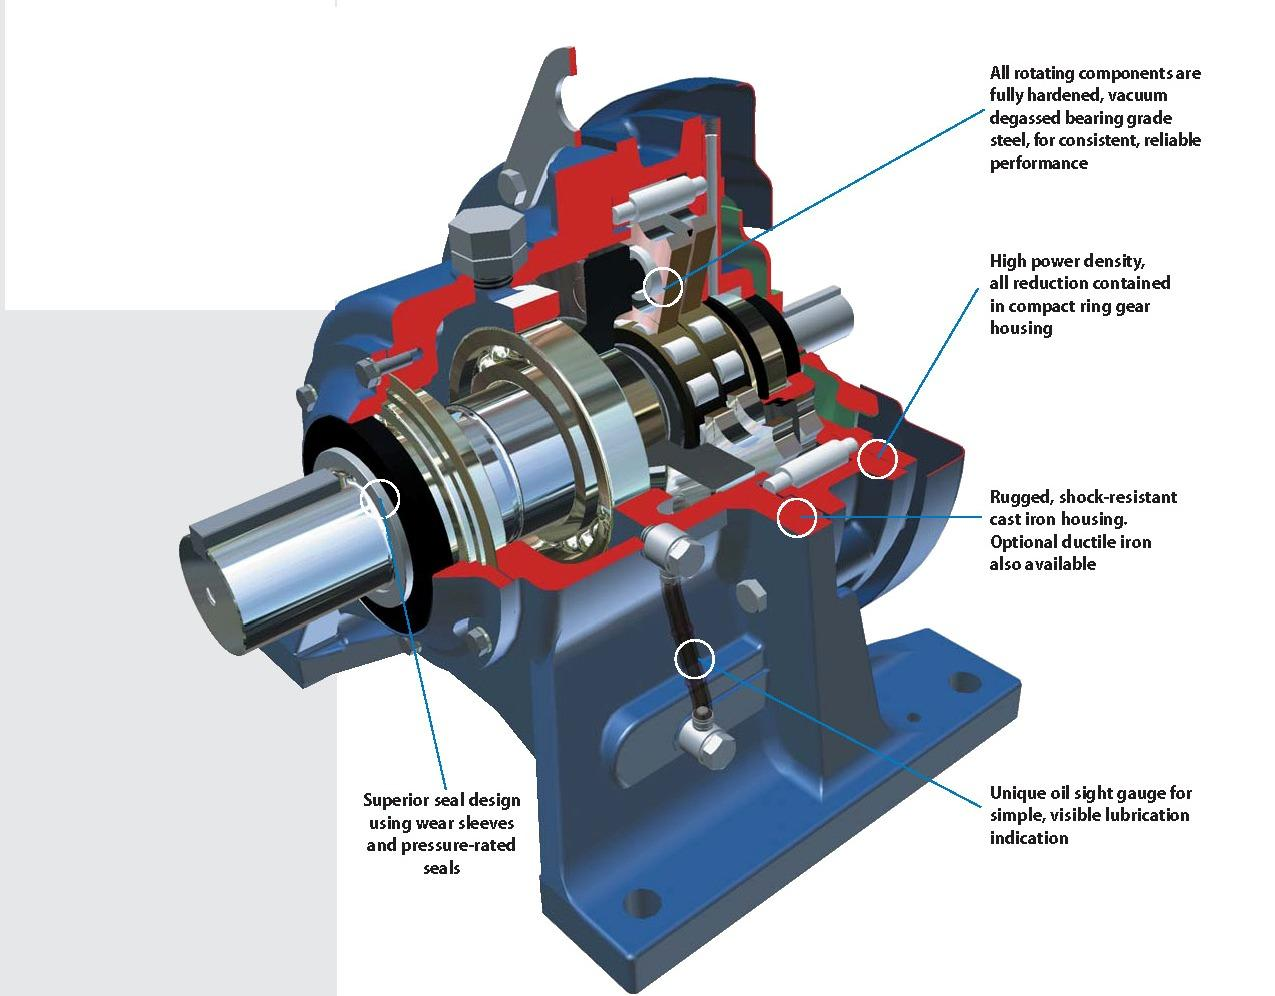 All rotating components are
fully hardened, vacuum
degassed bearing grade
steel, for consistent, reliable
performance
High power density,
all reduction contained
in compact ring gear
housing
Rugged, shock-resistant
cast iron housing.
Optional ductile iron
also available
Unique oil sight gauge for
simple, visible lubrication
indication
Superior seal design
using wear sleeves
and pressure-rated
seals